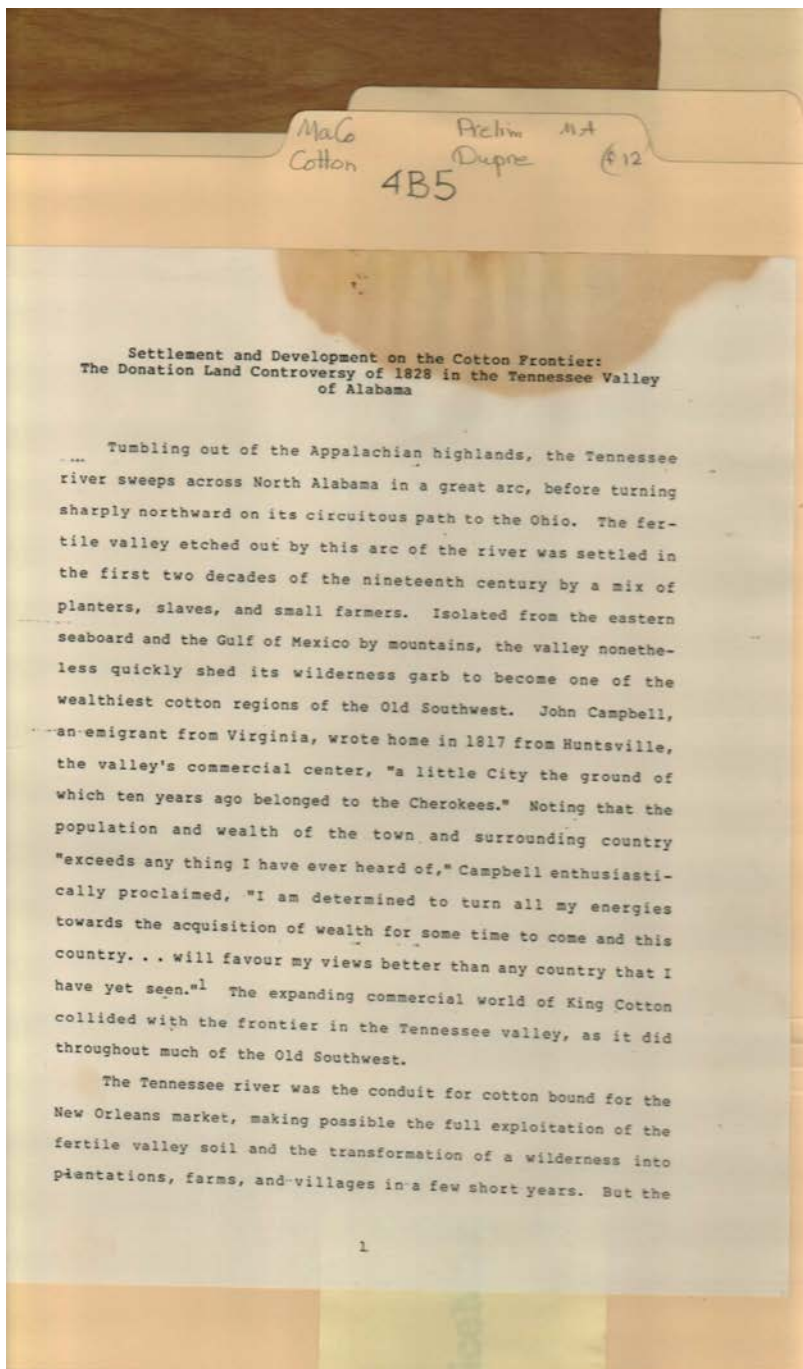 MaCo Prelim MA
Cotton Dupre
4B5
Settlement and Development on the Cotton Frontier:
The Donation Land Controversy of 1828 in the Tennessee Valley
of Alabama
Tumbling out of the Appalachian highlands, the Tennessee
river sweeps across North Alabama in a great arc, before turning
sharply northward on its circuitous path to the Ohio. The fer-
tile valley etched out by this arc of the river was settled in
the first two decades of the nineteenth century by a mix of
planters, slaves, and small farmers. Isolated from the eastern
seaboard and the Gulf of Mexico by mountains, the valley nonethe-
less quickly shed its wilderness garb to become one of the
wealthiest cotton regions of the Old Southwest. John Campbell,
an emigrant from Virginia, wrote home in 1817 from Huntsville,
the valley's commercial center, "a little City the ground of
which ten years ago belonged to the Cherokees." Noting that the
population and wealth of the town and surrounding country
"exceeds any thing I have ever heard of," Campbell enthusiasti-
cally proclaimed, "I am determined to turn all my energies
towards the acquisition of wealth for some time to come and this
country. . . will favour my views better than any country that I
have yet seen."1 The expanding commercial world of King Cotton
collided with the frontier in the Tennessee valley, as it did
throughout much of the Old Southwest.
The Tennessee river was the conduit for cotton bound for the
New Orleans market, making possible the full exploitation of the
fertile valley soil and the transformation of a wilderness into
plantations, farms, and villages in a few short years. But the
1